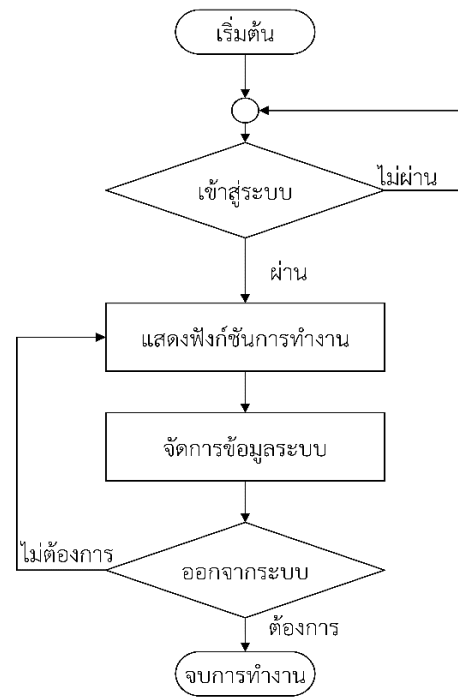 เริ่มต้น
เข้าสู่ระบบ
ไม่ผ่าน
ผ่าน
แสดงฟังก์ชันการทำงาน
จัดการข้อมูลระบบ
ไม่ต้องการ
ออกจากระบบ
ต้องการ
จบการทำงาน